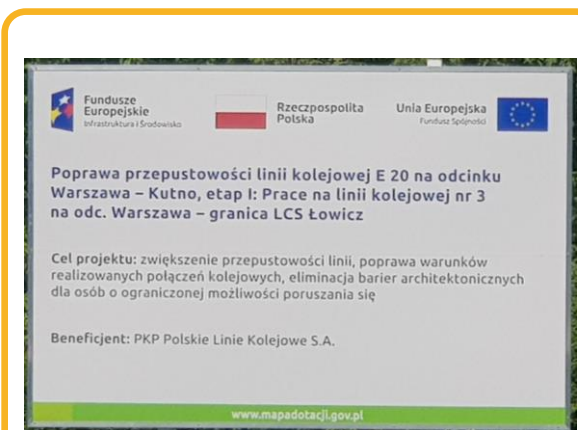 Fundusze
Europejskie
Infrastruktura i Środowisko
Rzeczpospolita
Polska
Unia Europejska
Fundusz Spójności
Poprawa przepustowości linii kolejowej E 20 na odcinku
Warszawa – Kutno, etap I: Prace na linii kolejowej nr 3
na odc. Warszawa – granica LCS Łowicz
Cel projektu: zwiększenie przepustowości linii, poprawa warunków
realizowanych połączeń kolejowych, eliminacja barier architektonicznych
dla osób o ograniczonej możliwości poruszania się
Beneficjent: PKP Polskie Linie Kolejowe S.A.
www.mapadotacji.gov.pl